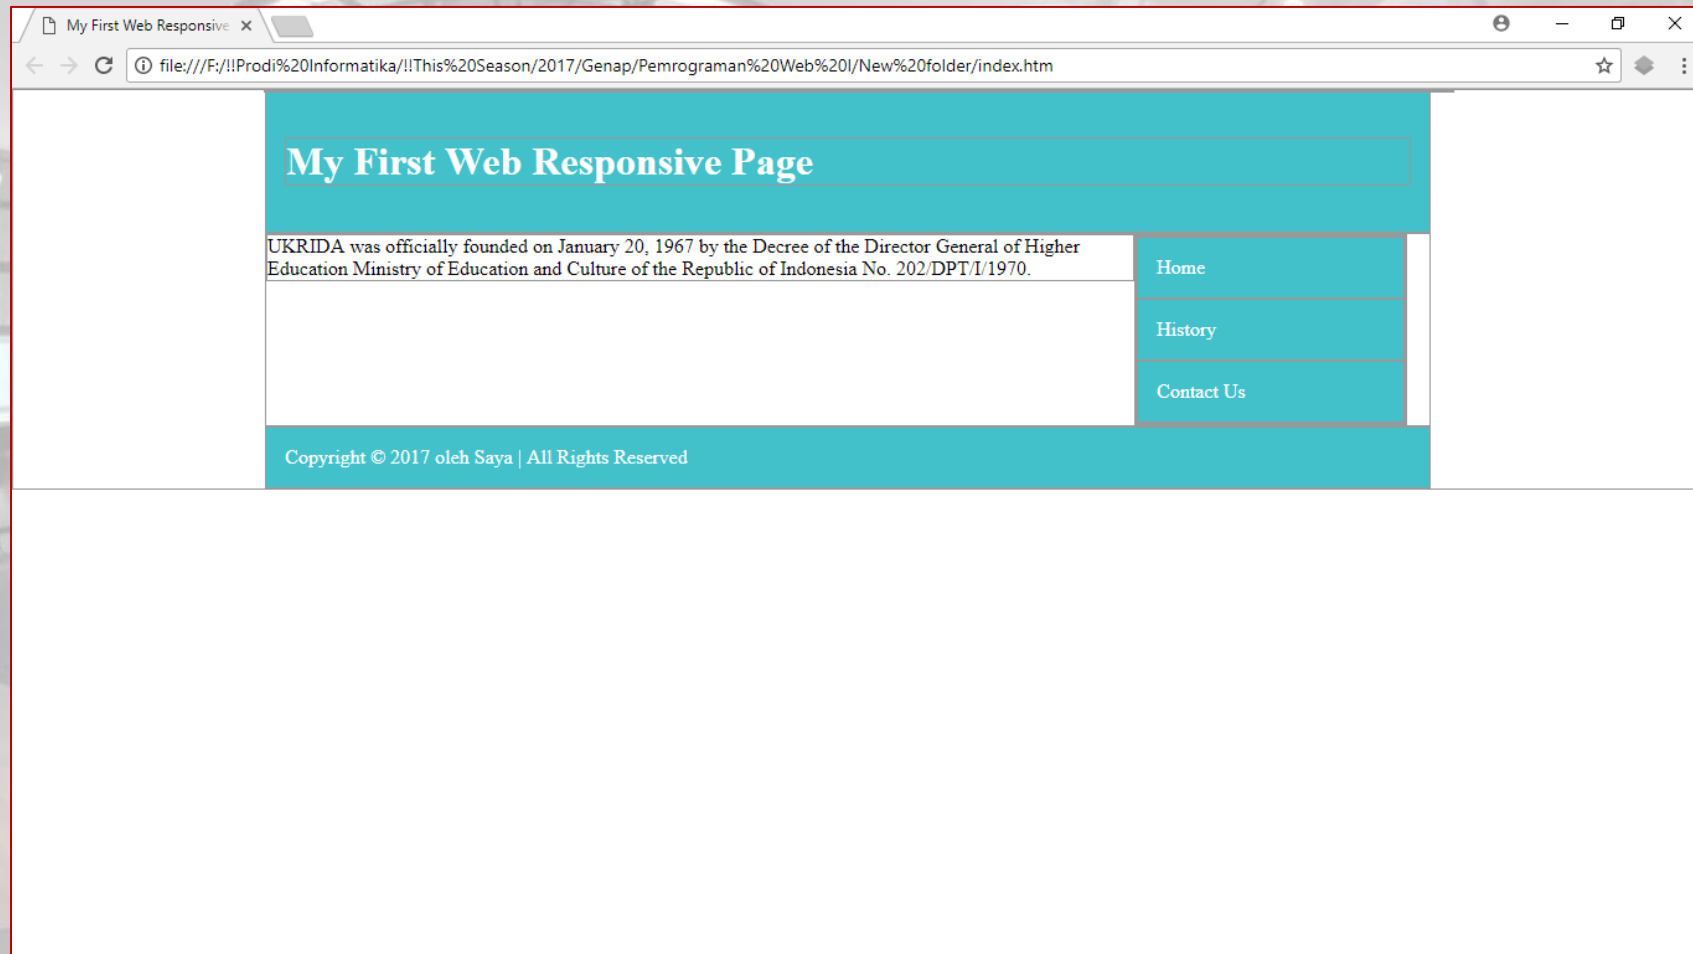 My First Web Responsive
file:///F:/!!Prodi%20Informatika/!!This%20Season/2017/Genap/Pemrograman%20Web%20I/New%20folder/index.htm
My First Web Responsive Page
UKRIDA was officially founded on January 20, 1967 by the Decree of the Director General of Higher
Education Ministry of Education and Culture of the Republic of Indonesia No. 202/DPT/I/1970.
Home
History
Contact Us
Copyright © 2017 oleh Saya | All Rights Reserved